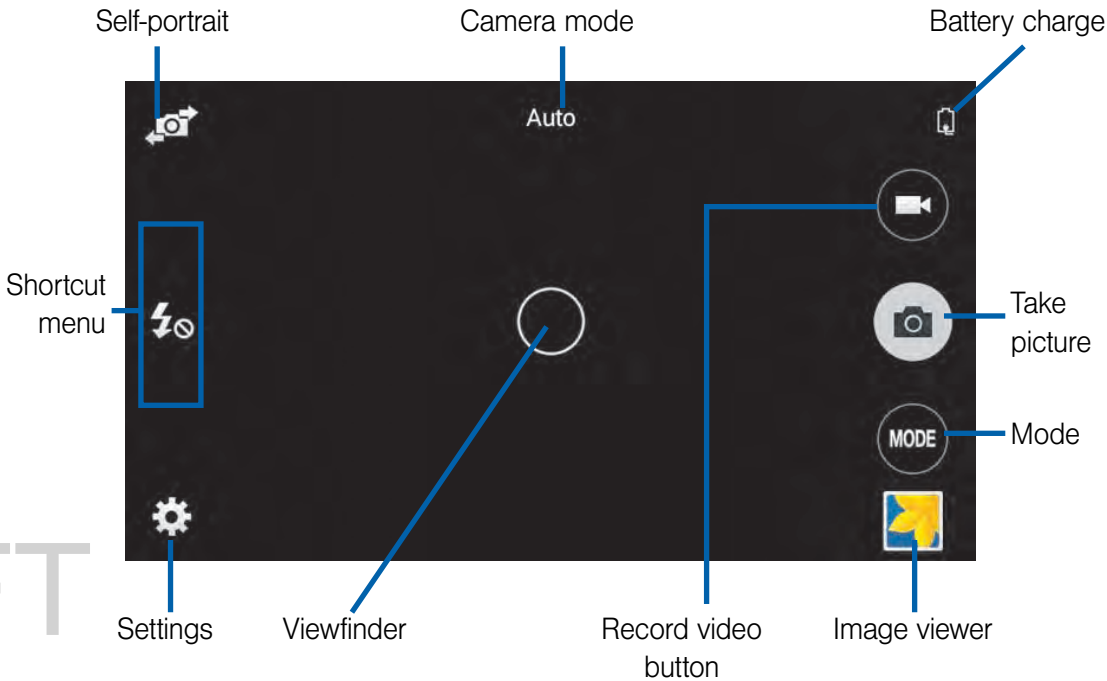 Self-portrait
Camera mode
Battery charge
Auto
Shortcut
menu
Take
picture
MODE
Mode
FT
Settings
Viewfinder
Record video
button
Image viewer